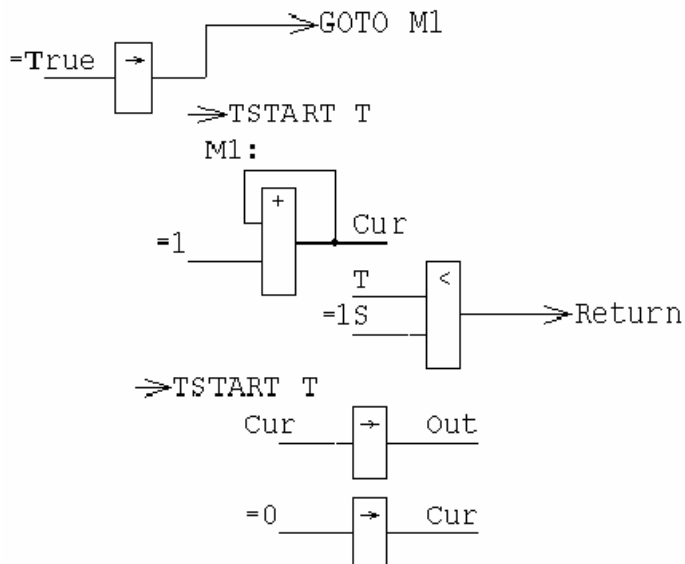 GOTO M1
=True →
TSTART T
M1:
+
Cur
=1
T <
=1S
Return
TSTART T
Cur → Out
=0 → Cur